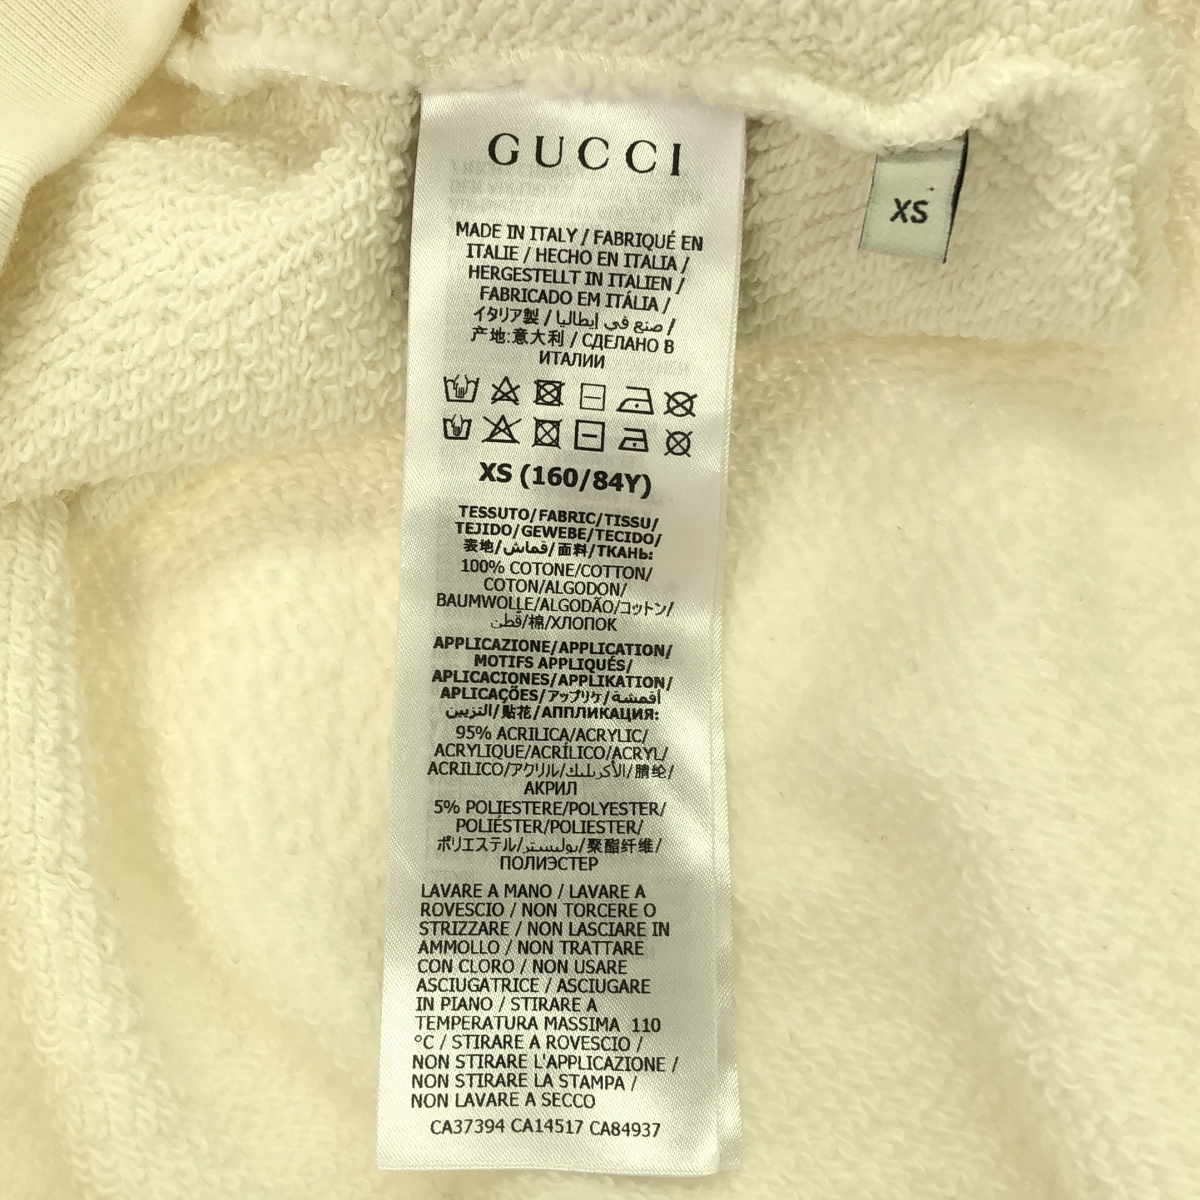 GUCCI
XS
MADE IN ITALY / FABRIQUÉ EN
ITALIE / HECHO EN ITALIA /
HERGESTELLT IN ITALIEN /
FABRICADO EM ITÁLIA /
イタリア製 / صنع في إيطاليا /
产地:意大利 / СДЕЛАНО В
ИТАЛИИ
XS (160/84Y)
TESSUTO/FABRIC/TISSU/
TEJIDO/GEWEBE/TECIDO/
表地/قماش/面料/ТКАНЬ:
100% COTONE/COTTON/
COTON/ALGODON/
BAUMWOLLE/ALGODÃO/コットン/
قطن/棉/ХЛОПОК
APPLICAZIONE/APPLICATION/
MOTIFS APPLIQUÉS/
APLICACIONES/APPLIKATION/
APLICAÇÕES/アップリケ/أقمشة
التزيين/贴花/АППЛИКАЦИЯ:
95% ACRILICA/ACRYLIC/
ACRYLIQUE/ACRÍLICO/ACRYL/
ACRILICO/アクリル/الأكريليك/腈纶/
АКРИЛ
5% POLIESTERE/POLYESTER/
POLIÉSTER/POLIESTER/
ポリエステル/بوليستر/聚酯纤维/
ПОЛИЭСТЕР
LAVARE A MANO / LAVARE A
ROVESCIO / NON TORCERE O
STRIZZARE / NON LASCIARE IN
AMMOLLO / NON TRATTARE
CON CLORO / NON USARE
ASCIUGATRICE / ASCIUGARE
IN PIANO / STIRARE A
TEMPERATURA MASSIMA 110
°C / STIRARE A ROVESCIO /
NON STIRARE L'APPLICAZIONE /
NON STIRARE LA STAMPA /
NON LAVARE A SECCO
CA37394 CA14517 CA84937